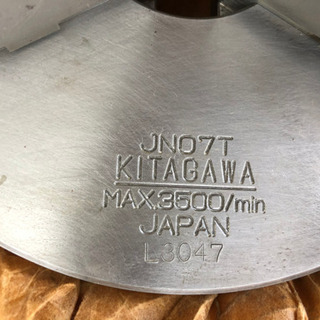 JN07T
KITAGAWA
MAX.3500/min
JAPAN
L3047